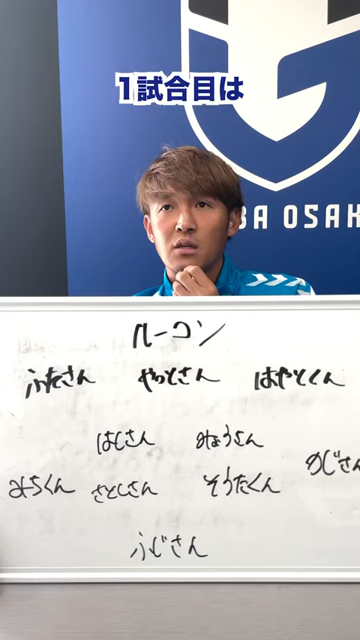 1試合目は
BA OSAK
ルーコン
ふたさん やっとさん はやとくん
はじさん みょうさん
みちくん さとしさん そうたくん のじさん
ふじさん